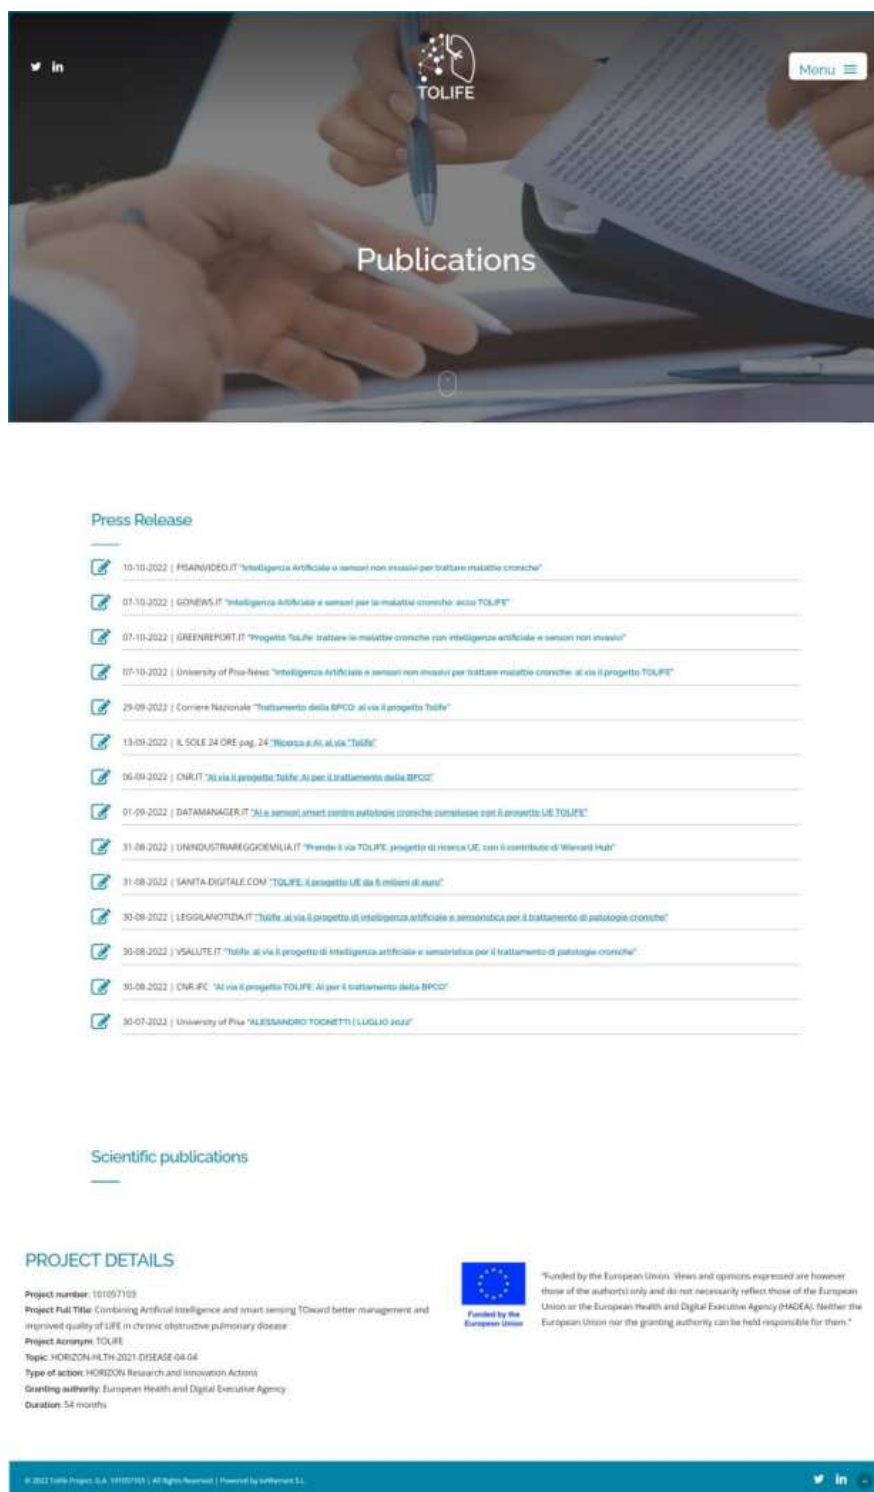 in
TOLIFE
Menu
Publications
Press Release
10-10-2022 | PISAINVIDEO.IT "Intelligenza Artificiale e sensori non invasivi per trattare malattie croniche"
07-10-2022 | GONEWS.IT "Intelligenza Artificiale e sensori per le malattie croniche: ecco TOLIFE"
07-10-2022 | GREENREPORT.IT "Progetto ToLife: trattare le malattie croniche con intelligenza artificiale e sensori non invasivi"
07-10-2022 | University of Pisa-News "Intelligenza Artificiale e sensori non invasivi per trattare malattie croniche: al via il progetto TOLIFE"
29-09-2022 | Corriere Nazionale "Trattamento della BPCO: al via il progetto Tolife"
13-09-2022 | IL SOLE 24 ORE pag. 24 "Ricerca e AI, al via "Tolife"
06-09-2022 | CNR.IT "Al via il progetto Tolife: AI per il trattamento della BPCO"
01-09-2022 | DATAMANAGER.IT "AI e sensori smart contro patologie croniche complesse con il progetto UE TOLIFE"
31-08-2022 | UNINDUSTRIAREGGIOEMILIA.IT "Prende il via TOLIFE, progetto di ricerca UE, con il contributo di Warrant Hub"
31-08-2022 | SANITA-DIGITALE.COM "TOLIFE: il progetto UE da 6 milioni di euro"
30-08-2022 | LEGGILANOTIZIA.IT "Tolife, al via il progetto di intelligenza artificiale e sensoristica per il trattamento di patologie croniche"
30-08-2022 | VSALUTE.IT "Tolife, al via il progetto di intelligenza artificiale e sensoristica per il trattamento di patologie croniche"
30-08-2022 | CNR-IFC "Al via il progetto TOLIFE: AI per il trattamento della BPCO"
30-07-2022 | University of Pisa "ALESSANDRO TOGNETTI | LUGLIO 2022"
Scientific publications
PROJECT DETAILS
Project number: 101057103
Project Full Title: Combining Artificial Intelligence and smart sensing TOward better management and
improved quality of LIFE in chronic obstructive pulmonary disease
Project Acronym: TOLIFE
Topic: HORIZON-HLTH-2021-DISEASE-04-04
Type of action: HORIZON Research and Innovation Actions
Granting authority: European Health and Digital Executive Agency
Duration: 54 months
Funded by the
European Union
"Funded by the European Union. Views and opinions expressed are however
those of the author(s) only and do not necessarily reflect those of the European
Union or the European Health and Digital Executive Agency (HADEA). Neither the
European Union nor the granting authority can be held responsible for them."
© 2022 Tolife Project. G.A. 101057103 | All Rights Reserved | Powered by beWarrant S.L.
in